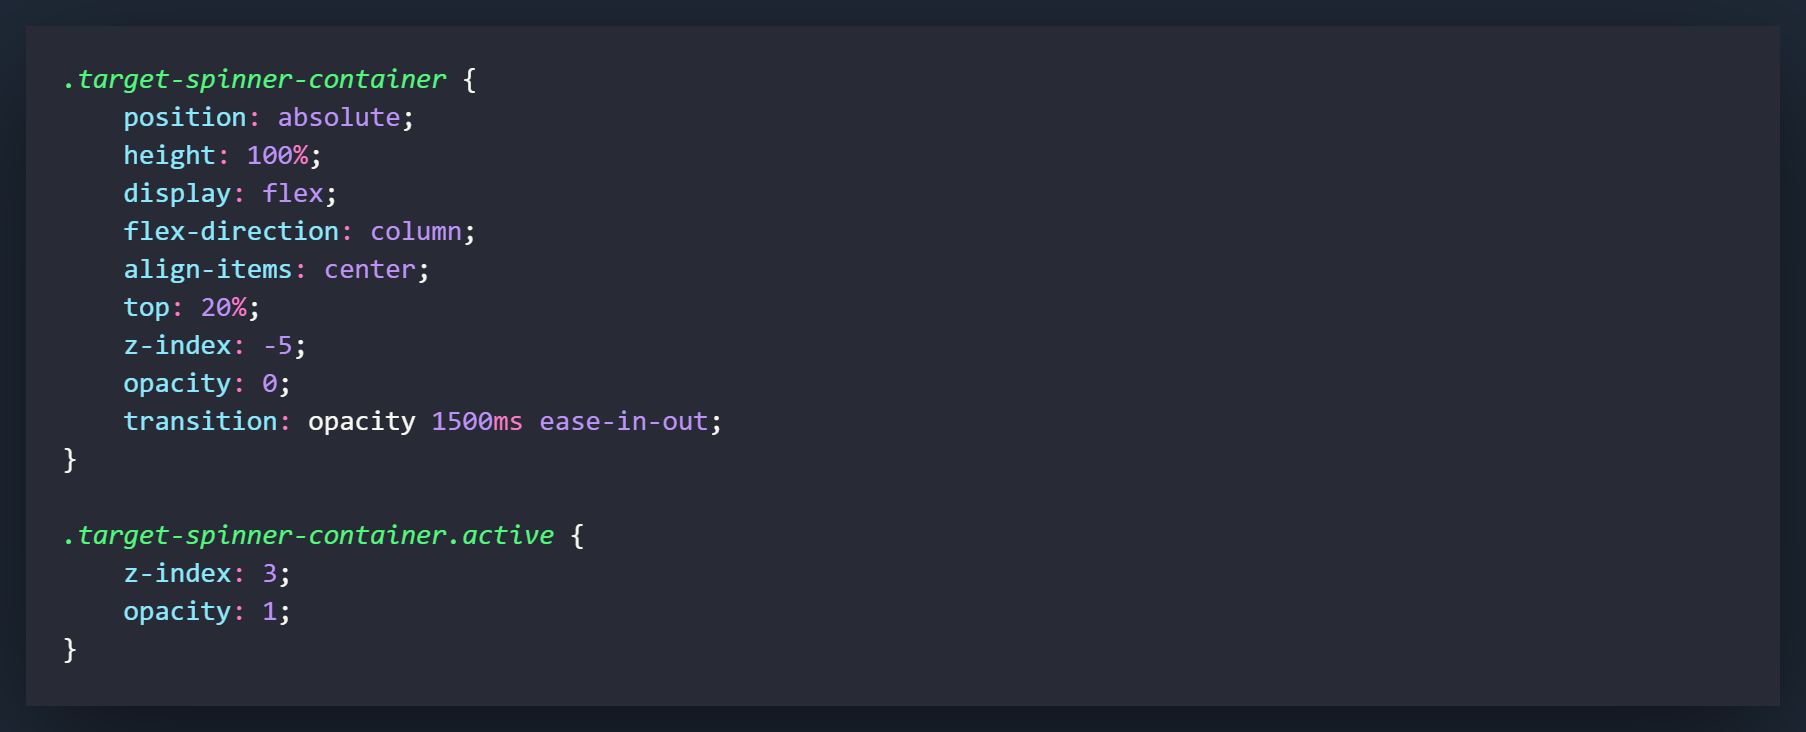 .target-spinner-container {
    position: absolute;
    height: 100%;
    display: flex;
    flex-direction: column;
    align-items: center;
    top: 20%;
    z-index: -5;
    opacity: 0;
    transition: opacity 1500ms ease-in-out;
}

.target-spinner-container.active {
    z-index: 3;
    opacity: 1;
}